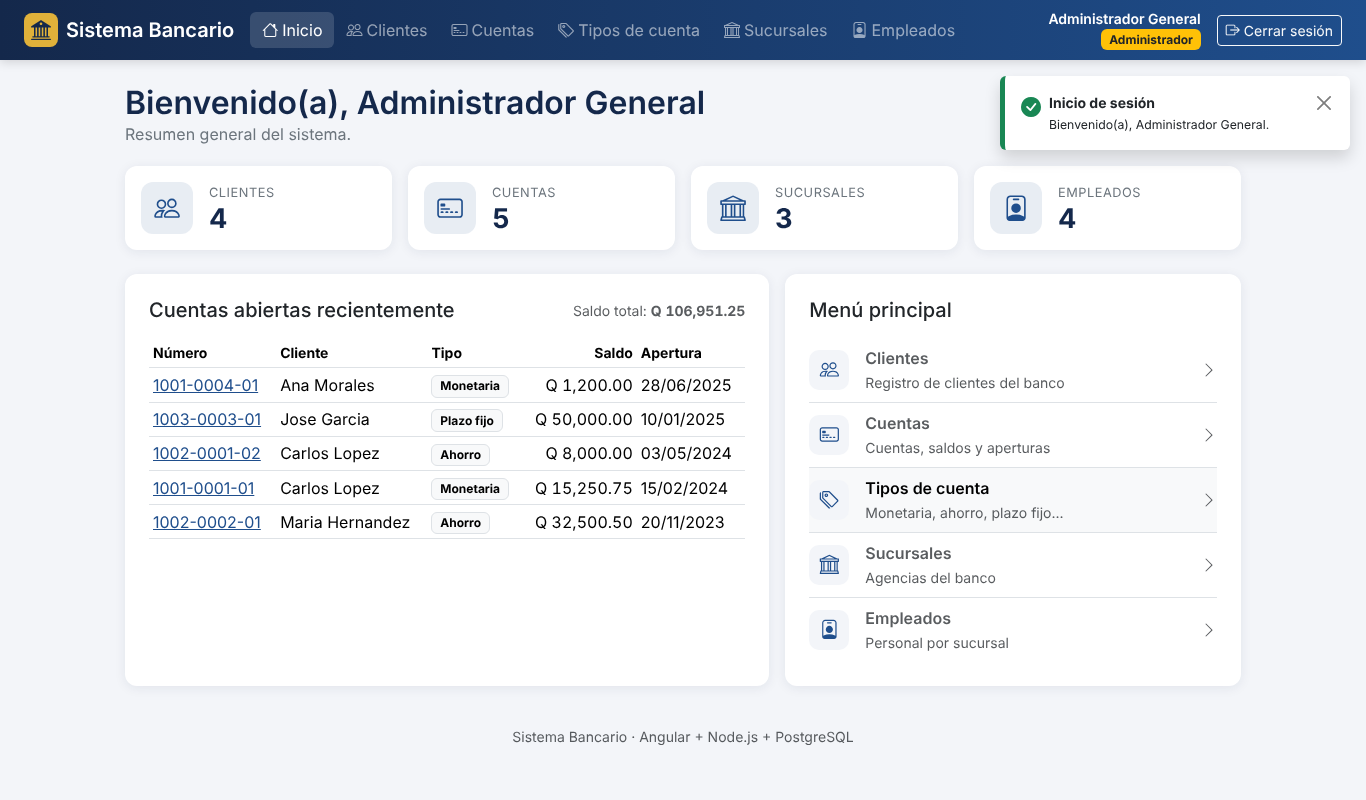 Sistema Bancario
Inicio
Clientes
Cuentas
Tipos de cuenta
Sucursales
Empleados
Administrador General
Administrador
Cerrar sesión
Bienvenido(a), Administrador General
Resumen general del sistema.
Inicio de sesión
Bienvenido(a), Administrador General.
CLIENTES
4
CUENTAS
5
SUCURSALES
3
EMPLEADOS
4
Cuentas abiertas recientemente
Saldo total: Q 106,951.25
Número Cliente Tipo Saldo Apertura
1001-0004-01 Ana Morales Monetaria Q 1,200.00 28/06/2025
1003-0003-01 Jose Garcia Plazo fijo Q 50,000.00 10/01/2025
1002-0001-02 Carlos Lopez Ahorro Q 8,000.00 03/05/2024
1001-0001-01 Carlos Lopez Monetaria Q 15,250.75 15/02/2024
1002-0002-01 Maria Hernandez Ahorro Q 32,500.50 20/11/2023
Menú principal
Clientes
Registro de clientes del banco
Cuentas
Cuentas, saldos y aperturas
Tipos de cuenta
Monetaria, ahorro, plazo fijo...
Sucursales
Agencias del banco
Empleados
Personal por sucursal
Sistema Bancario · Angular + Node.js + PostgreSQL